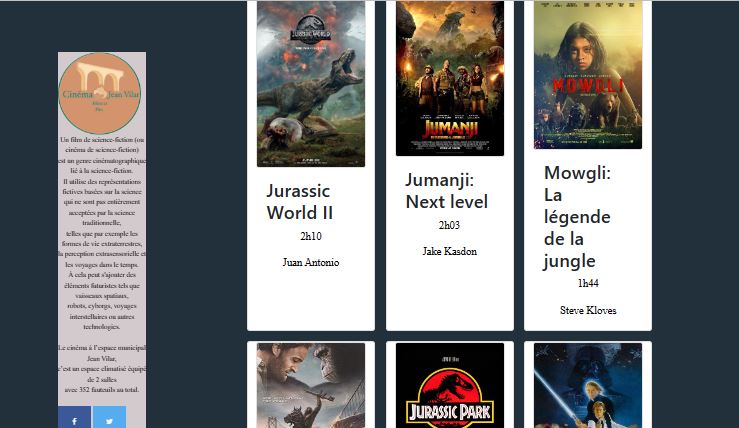 Cinéma Jean Vilar
Un film de science-fiction (ou
cinéma de science-fiction)
est un genre cinématographique
lié à la science-fiction.
Il utilise des représentations
fictives basées sur la science
qui ne sont pas entièrement
acceptées par la science
traditionnelle,
telles que par exemple les
formes de vie extraterrestres,
la perception extrasensorielle et
les voyages dans le temps.
À cela peut s'ajouter des
éléments futuristes tels que
vaisseaux spatiaux,
robots, cyborgs, voyages
interstellaires ou autres
technologies.
Le cinéma à l'espace municipal
Jean Vilar,
c'est un espace climatisé équipé
de 2 salles
avec 352 fauteuils au total.
JURASSIC WORLD
Jurassic
World II
2h10
Juan Antonio
JUMANJI
Jumanji:
Next level
2h03
Jake Kasdon
MOWGLI
Mowgli:
La
légende
de la
jungle
1h44
Steve Kloves
JURASSIC PARK